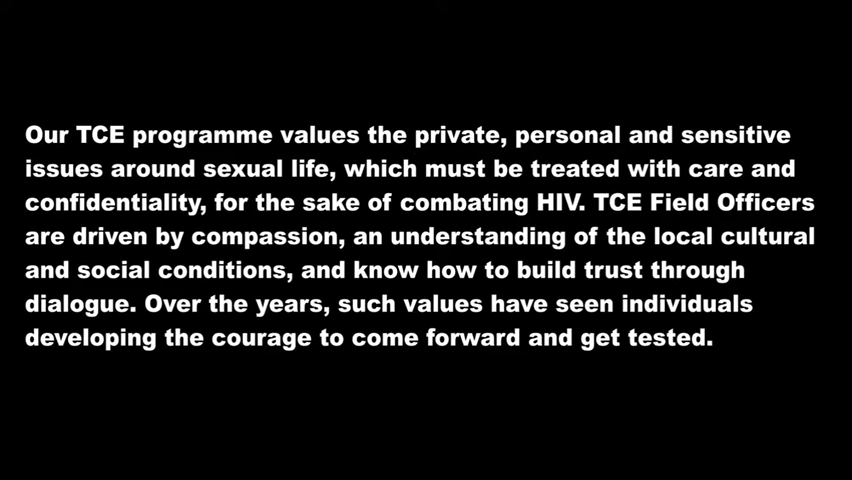 Our TCE programme values the private, personal and sensitive
issues around sexual life, which must be treated with care and
confidentiality, for the sake of combating HIV. TCE Field Officers
are driven by compassion, an understanding of the local cultural
and social conditions, and know how to build trust through
dialogue. Over the years, such values have seen individuals
developing the courage to come forward and get tested.